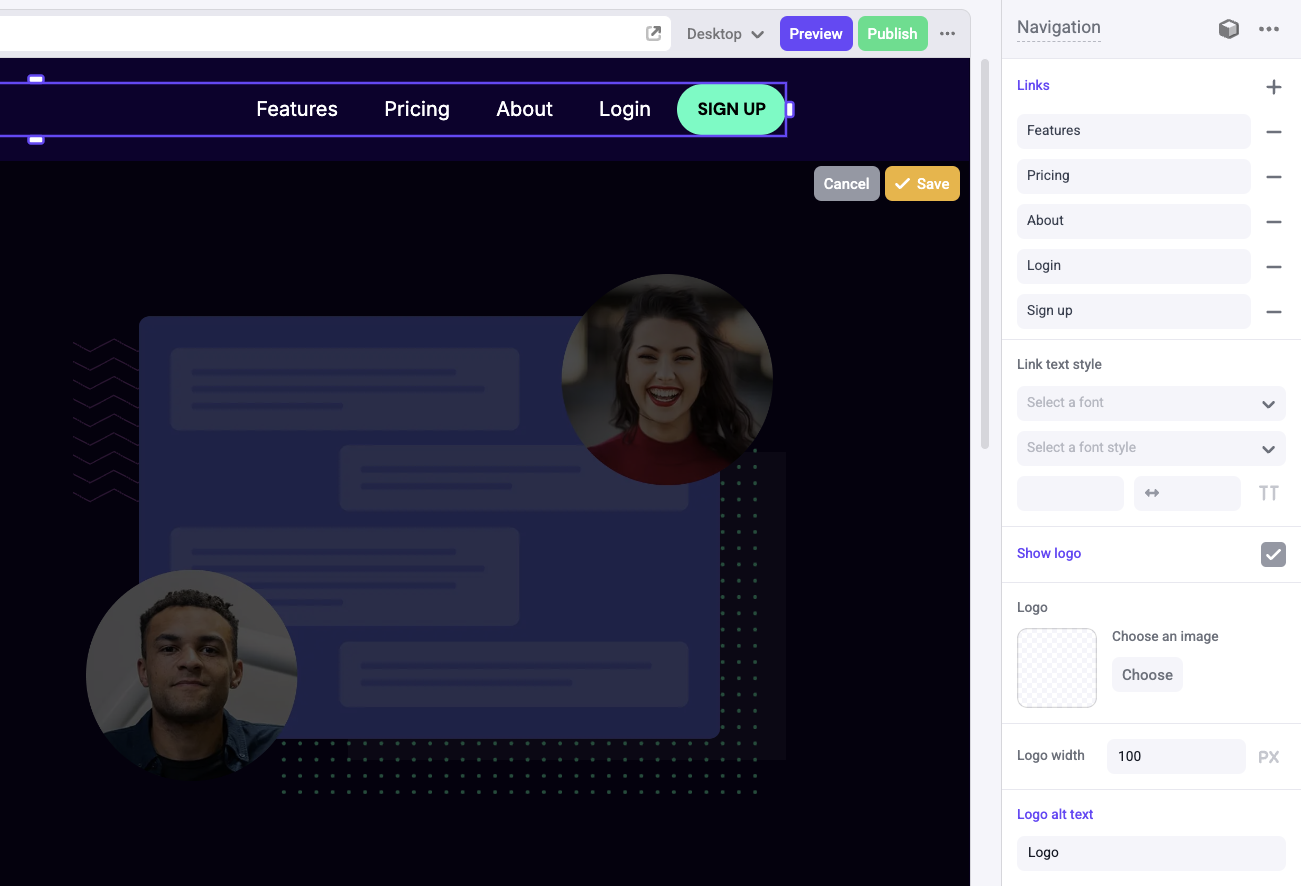 Desktop
Preview
Publish
Features Pricing About Login SIGN UP
Cancel
Save
Navigation
Links
Features
Pricing
About
Login
Sign up
Link text style
Select a font
Select a font style
TT
Show logo
Logo
Choose an image
Choose
Logo width 100 PX
Logo alt text
Logo